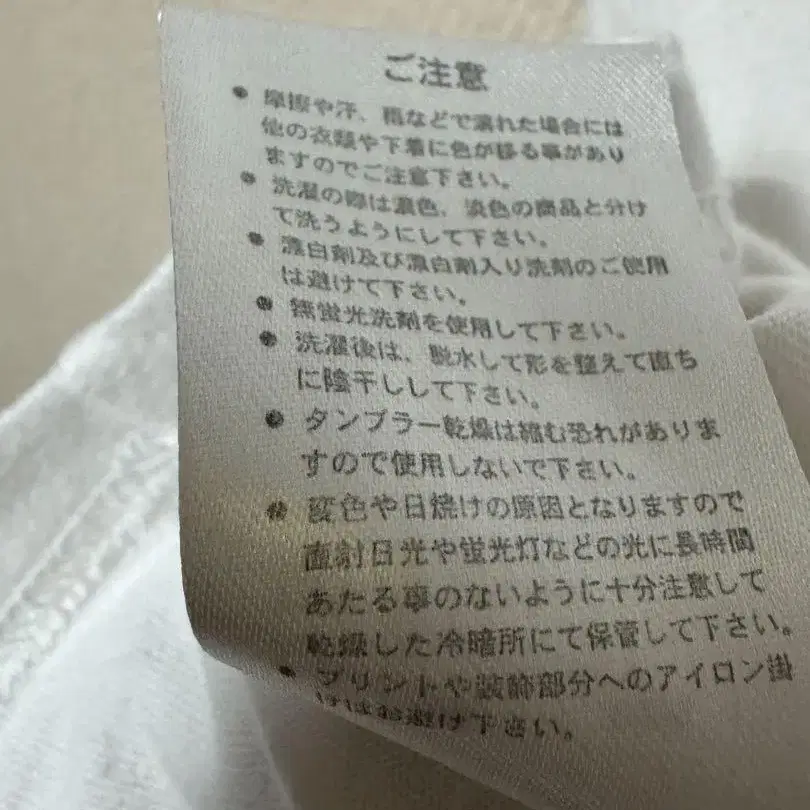 ご注意
● 摩擦や汗、雨などで濡れた場合には
他の衣類や下着に色が移る事があり
ますのでご注意下さい。
● 洗濯の際は濃色、淡色の商品と分け
て洗うようにして下さい。
● 漂白剤及び漂白剤入り洗剤のご使用
は避けて下さい。
● 無蛍光洗剤を使用して下さい。
● 洗濯後は、脱水して形を整えて直ち
に陰干しして下さい。
● タンブラー乾燥は縮む恐れがありま
すので使用しないで下さい。
● 変色や日焼けの原因となりますので
直射日光や蛍光灯などの光に長時間
あたる事のないように十分注意して
乾燥した冷暗所にて保管して下さい。
● プリントや装飾部分へのアイロン掛
けはお避け下さい。